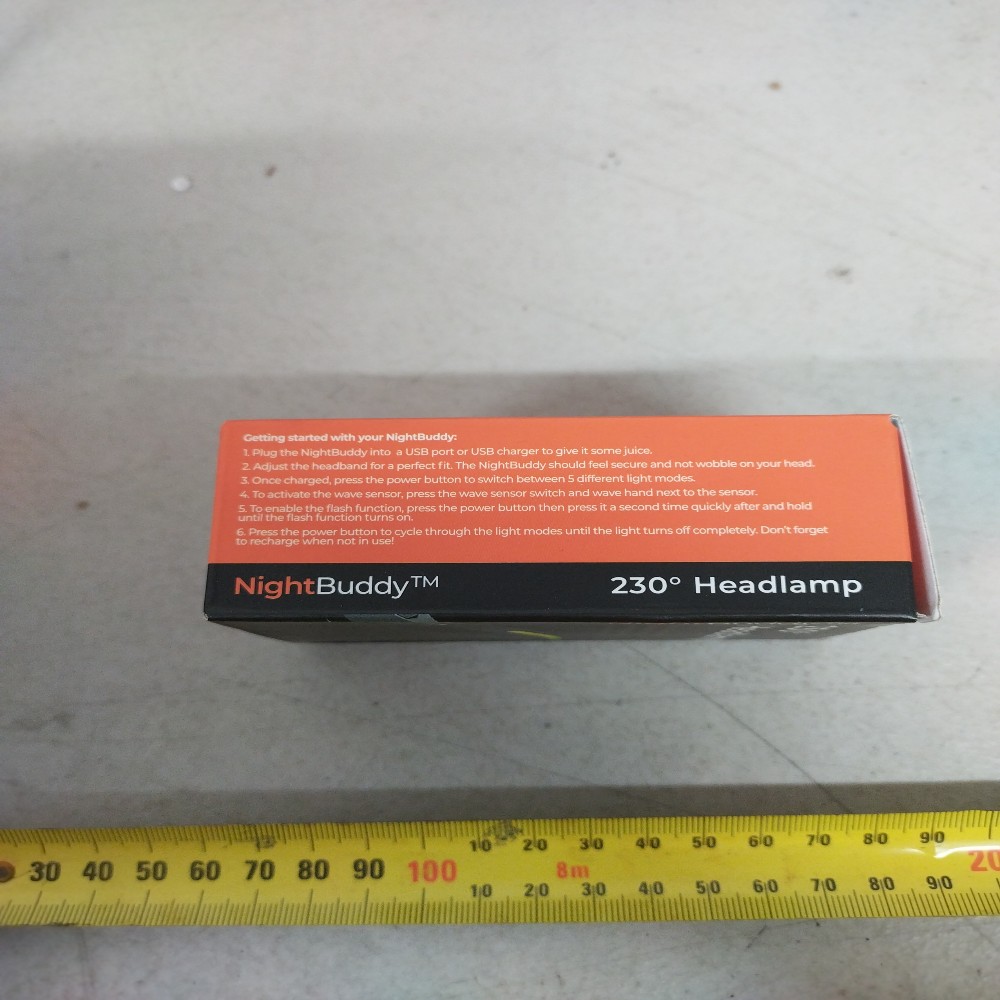 Getting started with your NightBuddy:
1. Plug the NightBuddy into a USB port or USB charger to give it some juice.
2. Adjust the headband for a perfect fit. The NightBuddy should feel secure and not wobble on your head.
3. Once charged, press the power button to switch between 5 different light modes.
4. To activate the wave sensor, press the wave sensor switch and wave hand next to the sensor.
5. To enable the flash function, press the power button then press it a second time quickly after and hold
until the flash function turns on.
6. Press the power button to cycle through the light modes until the light turns off completely. Don't forget
to recharge when not in use!
NightBuddy™ 230° Headlamp
10 20 30 40 50 60 70 80 90
30 40 50 60 70 80 90 100 8m 20
10 20 30 40 50 60 70 80 90